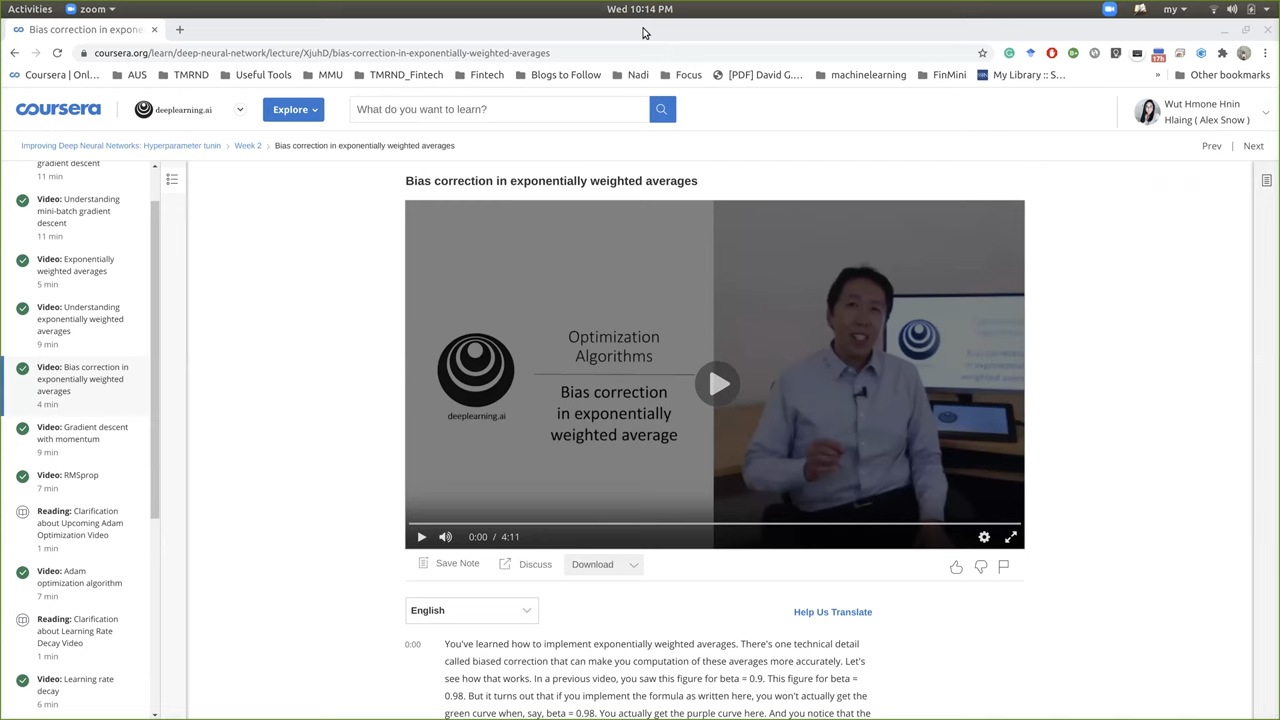 Activities
zoom
Wed 10:14 PM
my
Bias correction in expone
coursera.org/learn/deep-neural-network/lecture/XjuhD/bias-correction-in-exponentially-weighted-averages
17h
Coursera | Onl…
AUS
TMRND
Useful Tools
MMU
TMRND_Fintech
Fintech
Blogs to Follow
Nadi
Focus
[PDF] David G.…
machinelearning
FinMini
My Library :: S…
»
Other bookmarks
coursera
deeplearning.ai
Explore
What do you want to learn?
Wut Hmone Hnin
Hlaing ( Alex Snow )
Improving Deep Neural Networks: Hyperparameter tunin > Week 2 > Bias correction in exponentially weighted averages
Prev | Next
gradient descent
11 min
Video: Understanding
mini-batch gradient
descent
11 min
Video: Exponentially
weighted averages
5 min
Video: Understanding
exponentially weighted
averages
9 min
Video: Bias correction in
exponentially weighted
averages
4 min
Video: Gradient descent
with momentum
9 min
Video: RMSprop
7 min
Reading: Clarification
about Upcoming Adam
Optimization Video
1 min
Video: Adam
optimization algorithm
7 min
Reading: Clarification
about Learning Rate
Decay Video
1 min
Video: Learning rate
decay
6 min
Bias correction in exponentially weighted averages
deeplearning.ai
Optimization
Algorithms
Bias correction
in exponentially
weighted average
0:00 / 4:11
Save Note
Discuss
Download
English
Help Us Translate
0:00
You've learned how to implement exponentially weighted averages. There's one technical detail
called biased correction that can make you computation of these averages more accurately. Let's
see how that works. In a previous video, you saw this figure for beta = 0.9. This figure for beta =
0.98. But it turns out that if you implement the formula as written here, you won't actually get the
green curve when, say, beta = 0.98. You actually get the purple curve here. And you notice that the